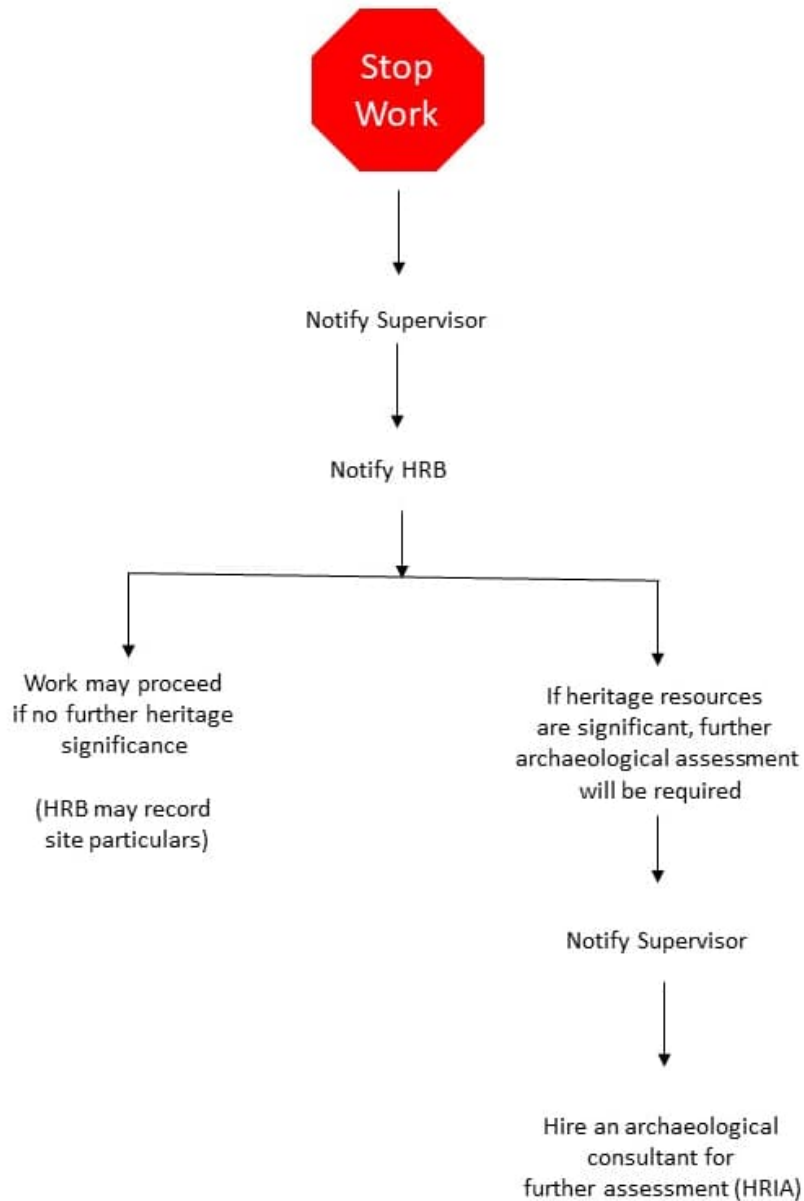 Stop
Work
Notify Supervisor
Notify HRB
Work may proceed
if no further heritage
significance
(HRB may record
site particulars)
If heritage resources
are significant, further
archaeological assessment
will be required
Notify Supervisor
Hire an archaeological
consultant for
further assessment (HRIA)